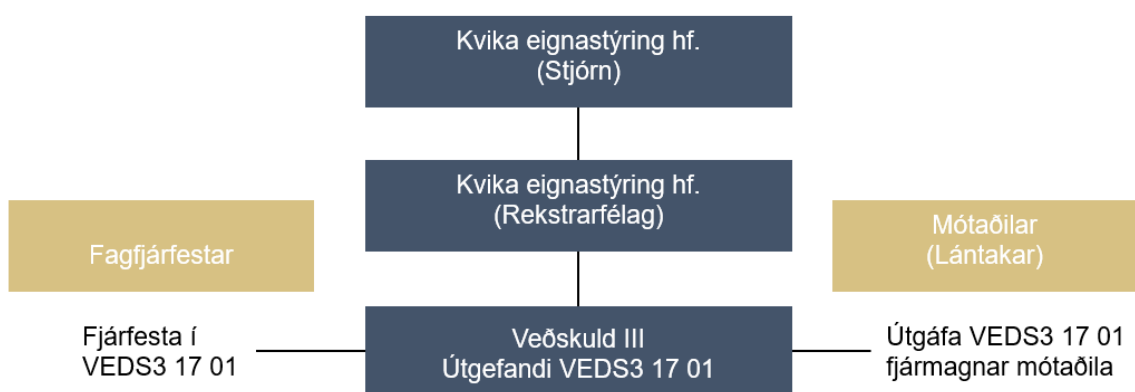 Kvika eignastýring hf.
(Stjórn)
Kvika eignastýring hf.
(Rekstrarfélag)
Fagfjárfestar
Mótaðilar
(Lántakar)
Fjárfesta í
VEDS3 17 01
Veðskuld III
Útgefandi VEDS3 17 01
Útgáfa VEDS3 17 01
fjármagnar mótaðila